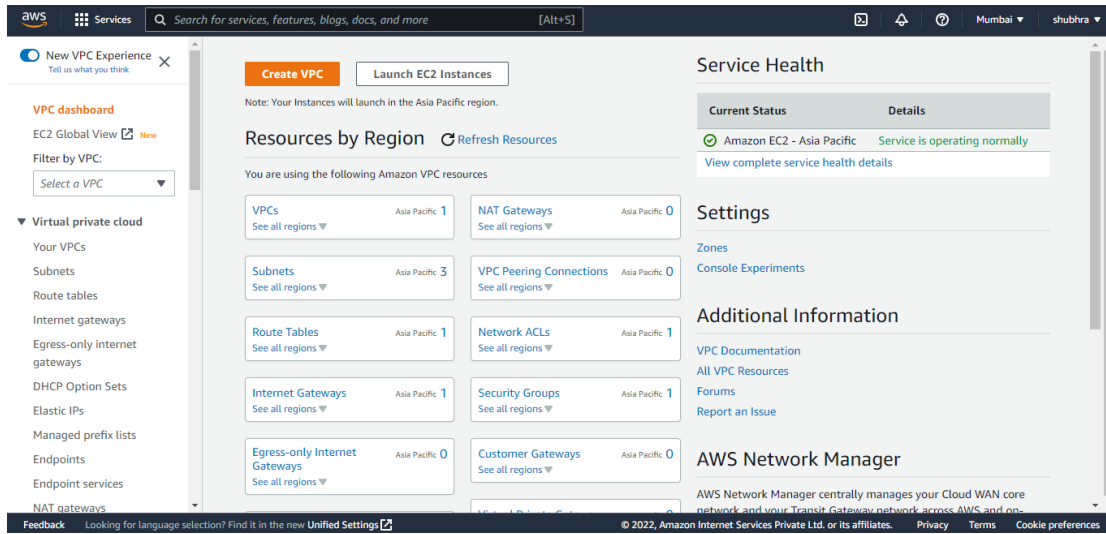 aws
Services
Search for services, features, blogs, docs, and more
[Alt+S]
Mumbai ▼
shubhra ▼
New VPC Experience
Tell us what you think
VPC dashboard
EC2 Global View
New
Filter by VPC:
Select a VPC
Virtual private cloud
Your VPCs
Subnets
Route tables
Internet gateways
Egress-only internet
gateways
DHCP Option Sets
Elastic IPs
Managed prefix lists
Endpoints
Endpoint services
NAT gateways
Create VPC
Launch EC2 Instances
Note: Your Instances will launch in the Asia Pacific region.
Resources by Region
Refresh Resources
You are using the following Amazon VPC resources
VPCs
Asia Pacific 1
See all regions
NAT Gateways
Asia Pacific 0
See all regions
Subnets
Asia Pacific 3
See all regions
VPC Peering Connections
Asia Pacific 0
See all regions
Route Tables
Asia Pacific 1
See all regions
Network ACLs
Asia Pacific 1
See all regions
Internet Gateways
Asia Pacific 1
See all regions
Security Groups
Asia Pacific 1
See all regions
Egress-only Internet
Gateways
Asia Pacific 0
See all regions
Customer Gateways
Asia Pacific 0
See all regions
Service Health
Current Status
Details
Amazon EC2 - Asia Pacific
Service is operating normally
View complete service health details
Settings
Zones
Console Experiments
Additional Information
VPC Documentation
All VPC Resources
Forums
Report an Issue
AWS Network Manager
AWS Network Manager centrally manages your Cloud WAN core
network and your Transit Gateway network across AWS and on-
Feedback
Looking for language selection? Find it in the new Unified Settings
© 2022, Amazon Internet Services Private Ltd. or its affiliates.
Privacy
Terms
Cookie preferences